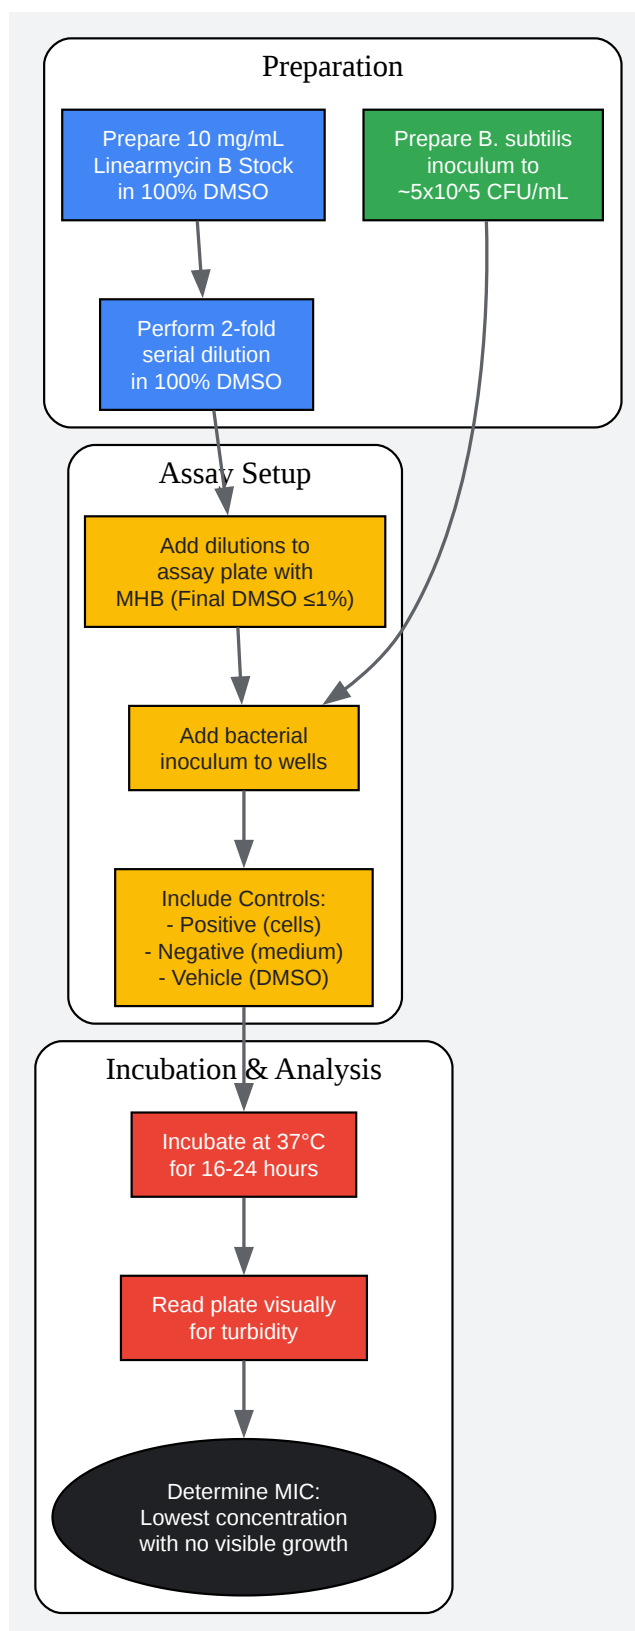 Preparation
Prepare 10 mg/mL
Linearmycin B Stock
in 100% DMSO
Prepare B. subtilis
inoculum to
~5x10^5 CFU/mL
Perform 2-fold
serial dilution
in 100% DMSO
Assay Setup
Add dilutions to
assay plate with
MHB (Final DMSO ≤1%)
Add bacterial
inoculum to wells
Include Controls:
- Positive (cells)
- Negative (medium)
- Vehicle (DMSO)
Incubation & Analysis
Incubate at 37°C
for 16-24 hours
Read plate visually
for turbidity
Determine MIC:
Lowest concentration
with no visible growth